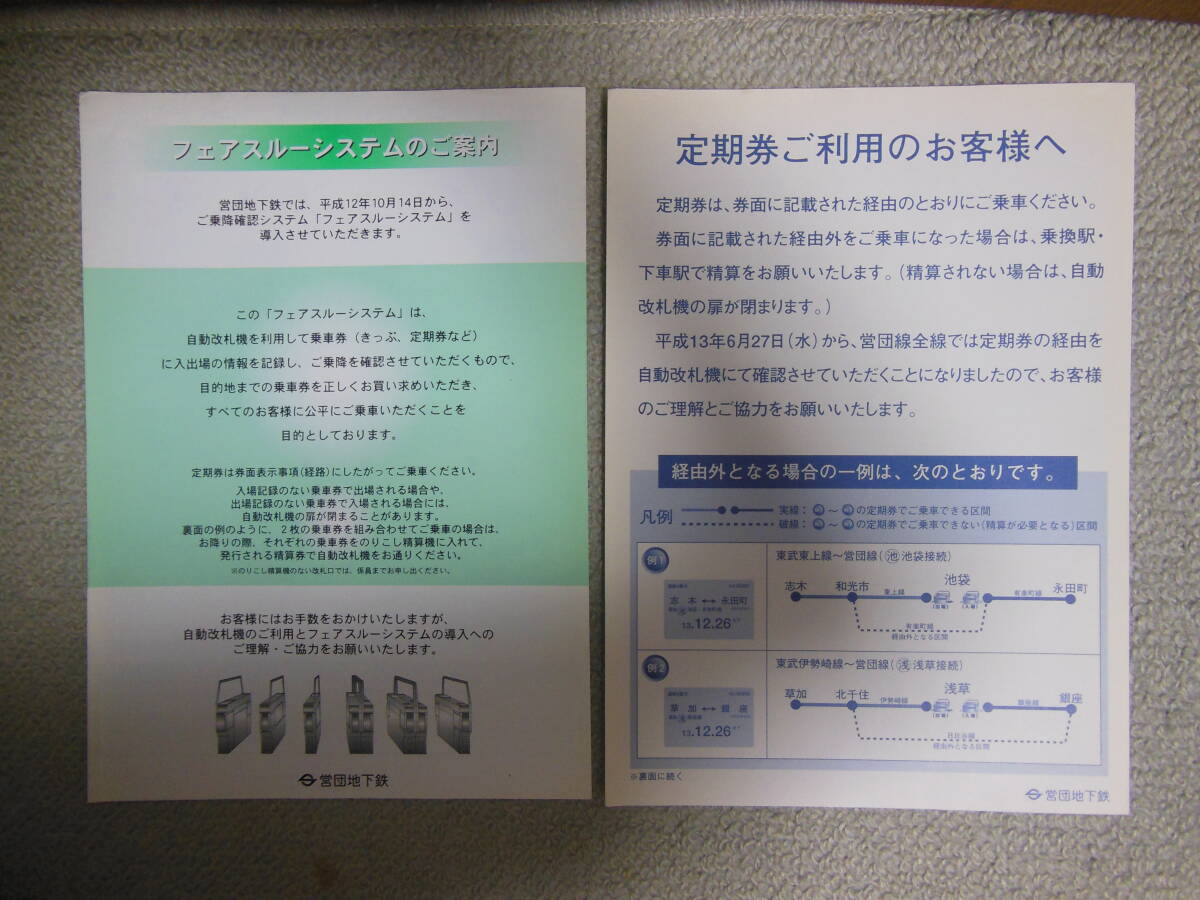 フェアスルーシステムのご案内
営団地下鉄では、平成12年10月14日から、
ご乗降確認システム「フェアスルーシステム」を
導入させていただきます。
この「フェアスルーシステム」は、
自動改札機を利用して乗車券（きっぷ、定期券など）
に入出場の情報を記録し、ご乗降を確認させていただくもので、
目的地までの乗車券を正しくお買い求めいただき、
すべてのお客様に公平にご乗車いただくことを
目的としております。
定期券は券面表示事項（経路）にしたがってご乗車ください。
入場記録のない乗車券で出場される場合や、
出場記録のない乗車券で入場される場合には、
自動改札機の扉が閉まることがあります。
裏面の例のように、２枚の乗車券を組み合わせてご乗車の場合は、
お降りの際、それぞれの乗車券をのりこし精算機に入れて、
発行される精算券で自動改札機をお通りください。
※のりこし精算機のない改札口では、係員までお申し出ください。
お客様にはお手数をおかけいたしますが、
自動改札機のご利用とフェアスルーシステムの導入への
ご理解・ご協力をお願いいたします。
営団地下鉄
定期券ご利用のお客様へ
定期券は、券面に記載された経由のとおりにご乗車ください。
券面に記載された経由外をご乗車になった場合は、乗換駅・
下車駅で精算をお願いいたします。（精算されない場合は、自動
改札機の扉が閉まります。）
平成13年6月27日（水）から、営団線全線では定期券の経由を
自動改札機にて確認させていただくことになりましたので、お客様
のご理解とご協力をお願いいたします。
経由外となる場合の一例は、次のとおりです。
凡例
実線：～の定期券でご乗車できる区間
破線：～の定期券でご乗車できない（精算が必要となる）区間
例1
東武東上線～営団線（池 池袋接続）
志木 ↔ 永田町
13.12.26
志木 和光市 池袋 永田町
東上線 有楽町線
有楽町線
経由外となる区間
例2
東武伊勢崎線～営団線（浅 浅草接続）
草加 ↔ 銀座
13.12.26
草加 北千住 浅草 銀座
伊勢崎線 銀座線
日比谷線
経由外となる区間
※裏面に続く
営団地下鉄